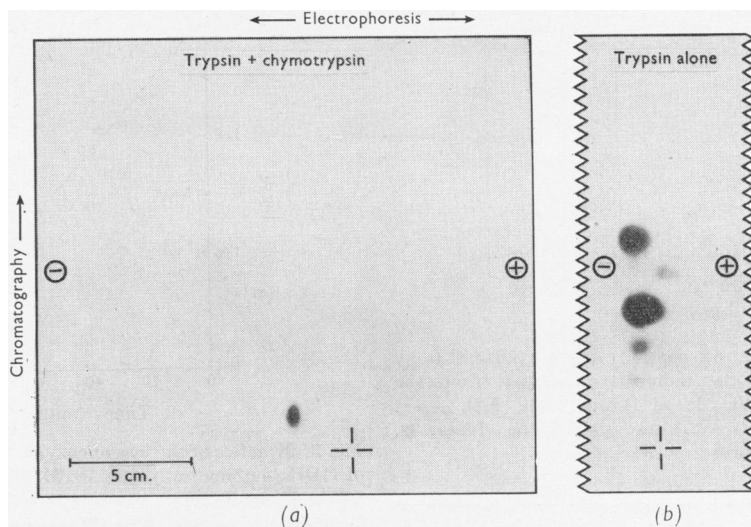 ← Electrophoresis →
Trypsin + chymotrypsin
Trypsin alone
Chromatography →
⊖
⊕
⊖
⊕
5 cm.
(a)
(b)